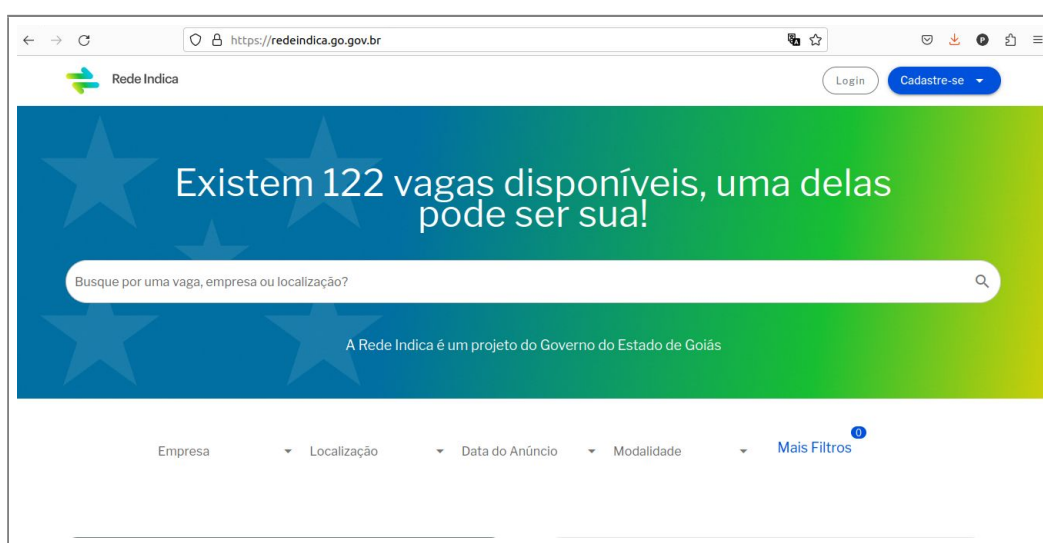 https://redeindica.go.gov.br
Rede Indica
Login
Cadastre-se
Existem 122 vagas disponíveis, uma delas
pode ser sua!
Busque por uma vaga, empresa ou localização?
A Rede Indica é um projeto do Governo do Estado de Goiás
Empresa
Localização
Data do Anúncio
Modalidade
Mais Filtros
0